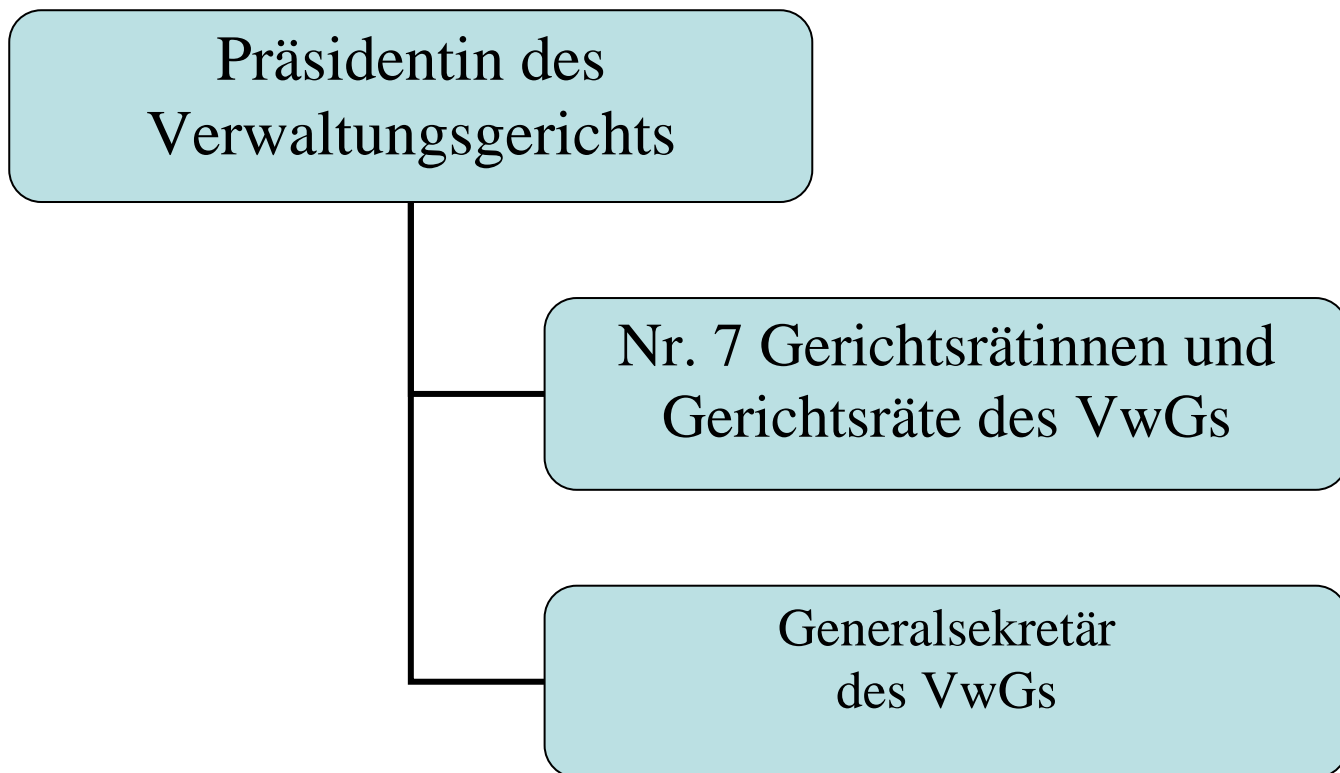 Präsidentin des
Verwaltungsgerichts
Nr. 7 Gerichtsrätinnen und
Gerichtsräte des VwGs
Generalsekretär
des VwGs